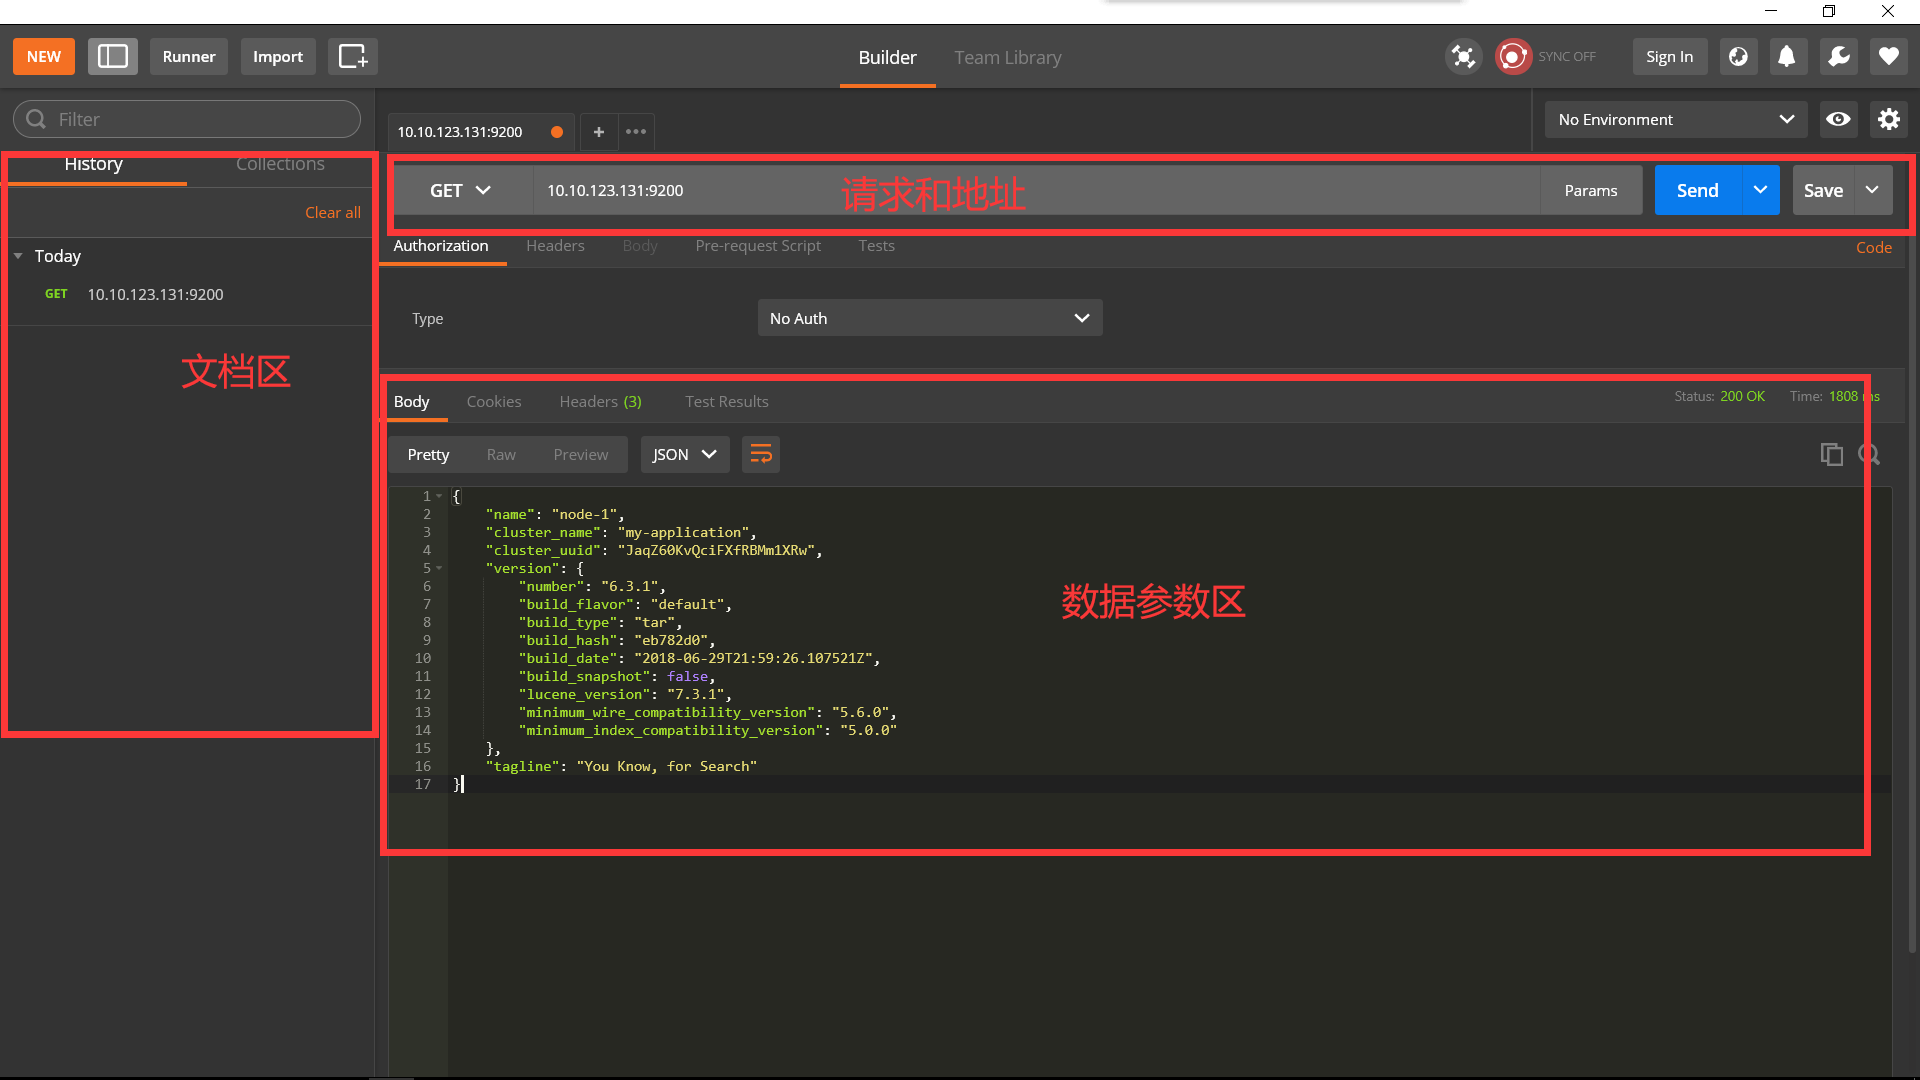 NEW
Runner
Import
Builder
Team Library
SYNC OFF
Sign In
Filter
10.10.123.131:9200
No Environment
History
Collections
GET
10.10.123.131:9200
请求和地址
Params
Send
Save
Clear all
Authorization
Headers
Body
Pre-request Script
Tests
Code
Today
GET 10.10.123.131:9200
文档区
Type
No Auth
Body
Cookies
Headers (3)
Test Results
Status: 200 OK
Time: 1808 ms
Pretty
Raw
Preview
JSON
1 {
2 "name": "node-1",
3 "cluster_name": "my-application",
4 "cluster_uuid": "JaqZ60KvQciFXfRBMm1XRw",
5 "version": {
6 "number": "6.3.1",
7 "build_flavor": "default",
8 "build_type": "tar",
9 "build_hash": "eb782d0",
10 "build_date": "2018-06-29T21:59:26.107521Z",
11 "build_snapshot": false,
12 "lucene_version": "7.3.1",
13 "minimum_wire_compatibility_version": "5.6.0",
14 "minimum_index_compatibility_version": "5.0.0"
15 },
16 "tagline": "You Know, for Search"
17 }
数据参数区